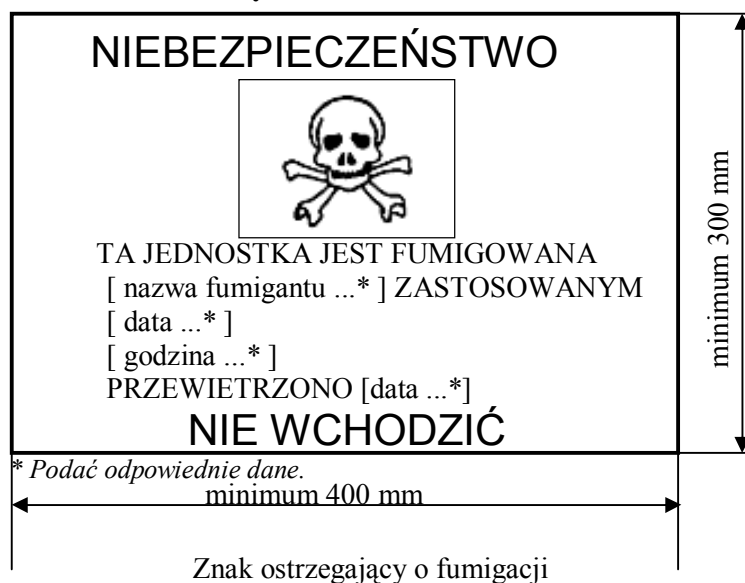 NIEBEZPIECZEŃSTWO
TA JEDNOSTKA JEST FUMIGOWANA
[ nazwa fumigantu ...* ] ZASTOSOWANYM
[ data ...* ]
[ godzina ...* ]
PRZEWIETRZONO [data ...*]
NIE WCHODZIĆ
minimum 300 mm
* Podać odpowiednie dane.
minimum 400 mm
Znak ostrzegający o fumigacji